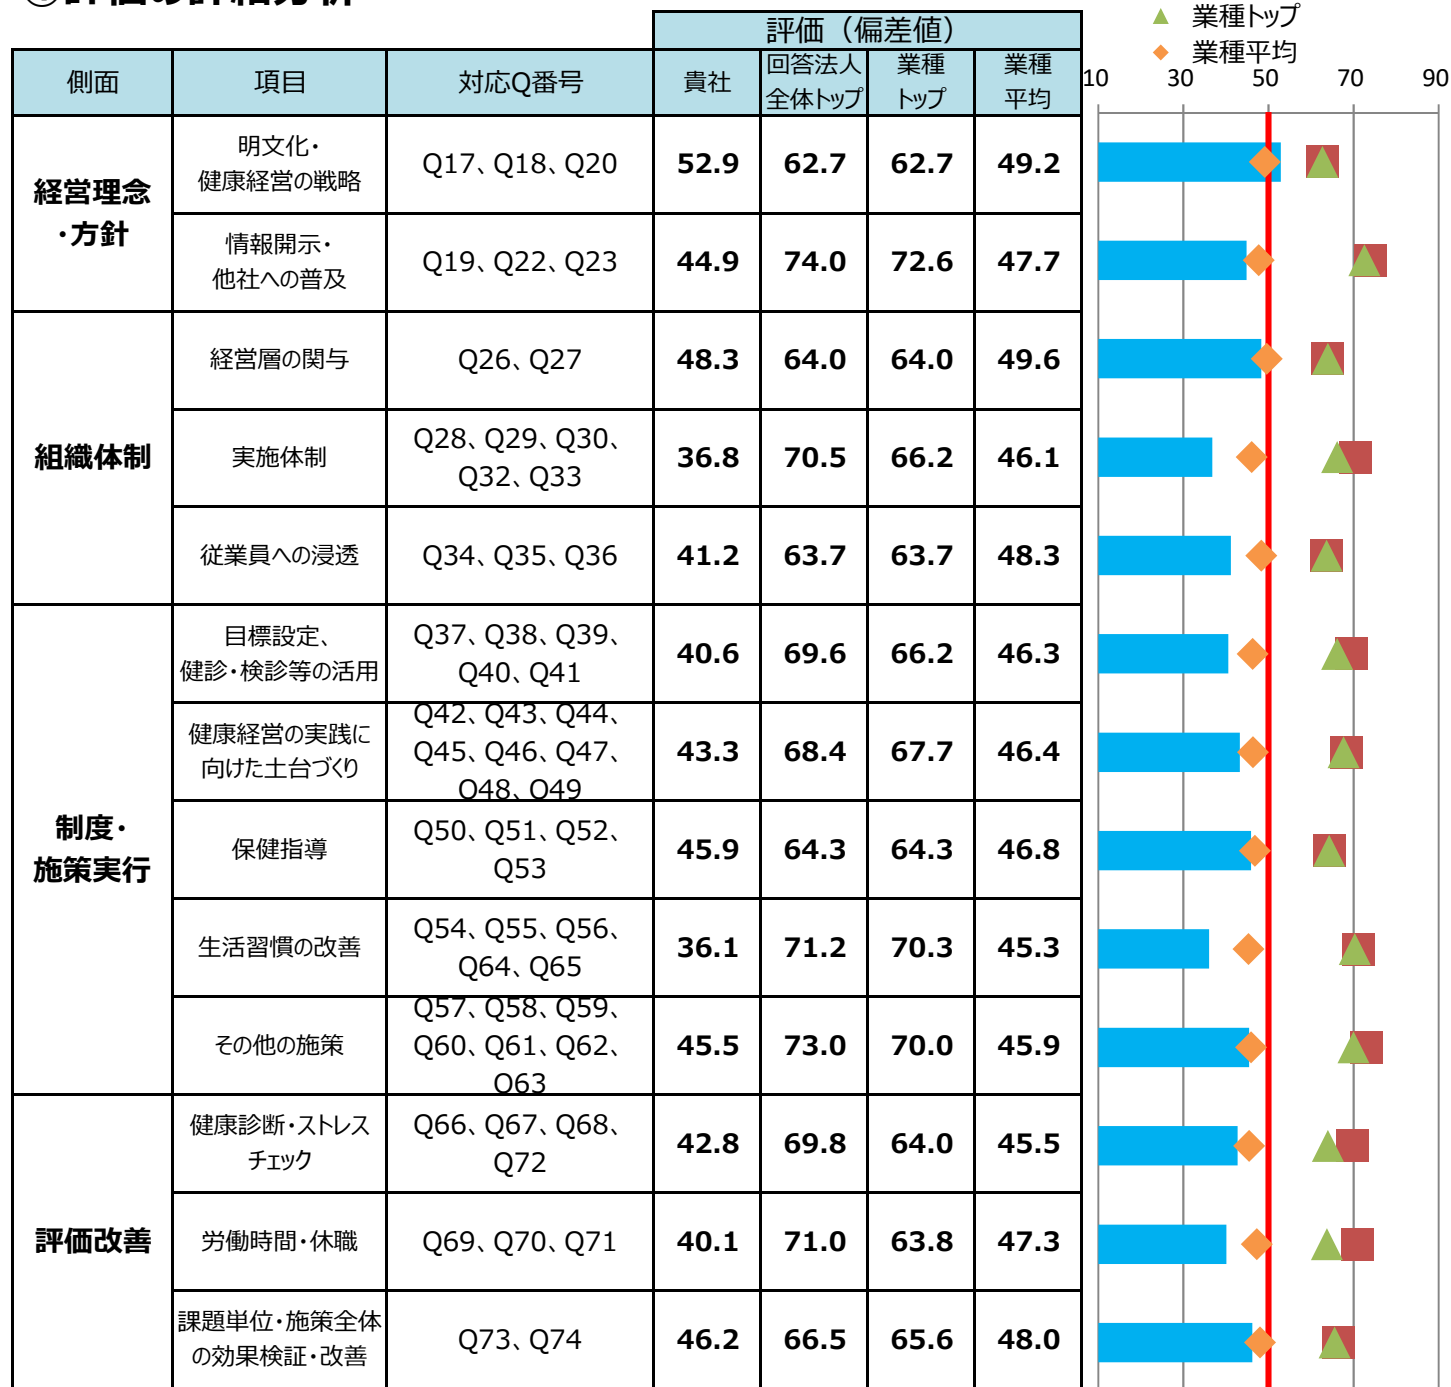 ③評価の詳細分析
▲ 業種トップ
◆ 業種平均
評価（偏差値）
側面 項目 対応Q番号 貴社 回答法人 業種 業種
全体トップ トップ 平均
10 30 50 70 90
経営理念
・方針
明文化・
健康経営の戦略
Q17、Q18、Q20 52.9 62.7 62.7 49.2
情報開示・
他社への普及
Q19、Q22、Q23 44.9 74.0 72.6 47.7
組織体制
経営層の関与 Q26、Q27 48.3 64.0 64.0 49.6
実施体制
Q28、Q29、Q30、
Q32、Q33
36.8 70.5 66.2 46.1
従業員への浸透 Q34、Q35、Q36 41.2 63.7 63.7 48.3
制度・
施策実行
目標設定、
健診・検診等の活用
Q37、Q38、Q39、
Q40、Q41
40.6 69.6 66.2 46.3
健康経営の実践に
向けた土台づくり
Q42、Q43、Q44、
Q45、Q46、Q47、
Q48、Q49
43.3 68.4 67.7 46.4
保健指導
Q50、Q51、Q52、
Q53
45.9 64.3 64.3 46.8
生活習慣の改善
Q54、Q55、Q56、
Q64、Q65
36.1 71.2 70.3 45.3
その他の施策
Q57、Q58、Q59、
Q60、Q61、Q62、
Q63
45.5 73.0 70.0 45.9
評価改善
健康診断・ストレス
チェック
Q66、Q67、Q68、
Q72
42.8 69.8 64.0 45.5
労働時間・休職 Q69、Q70、Q71 40.1 71.0 63.8 47.3
課題単位・施策全体
の効果検証・改善
Q73、Q74 46.2 66.5 65.6 48.0